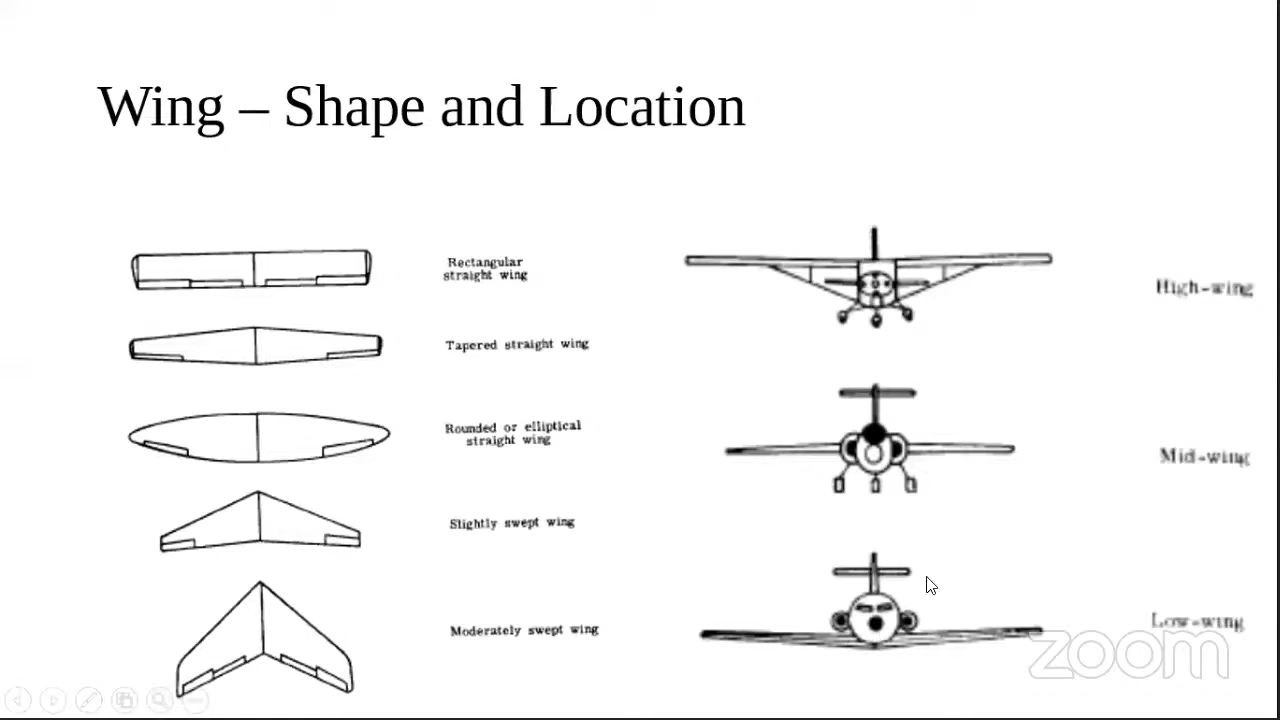 Wing – Shape and Location
Rectangular
straight wing
Tapered straight wing
Rounded or elliptical
straight wing
Slightly swept wing
Moderately swept wing
High-wing
Mid-wing
Low-wing
zoom